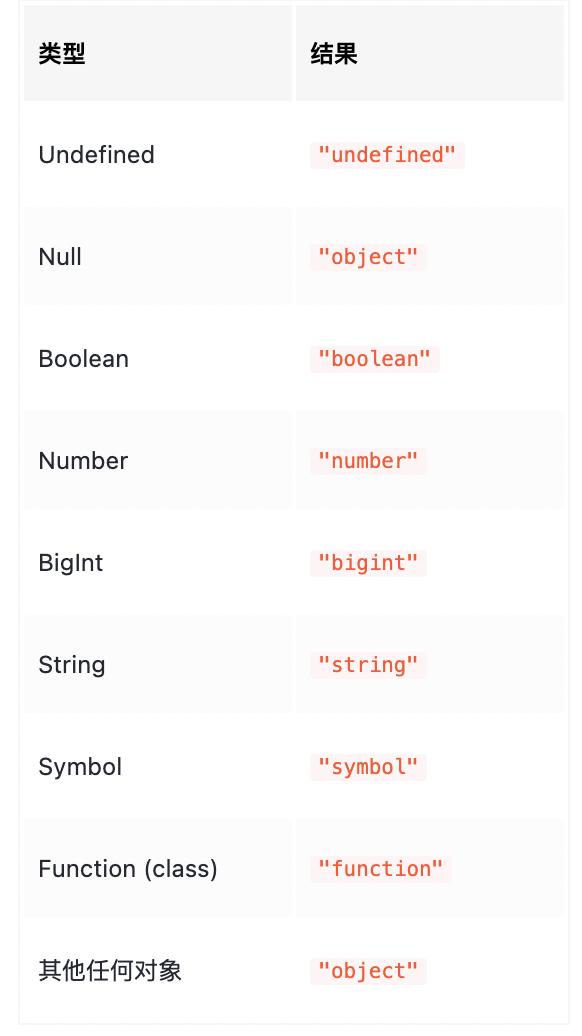 类型 结果
Undefined "undefined"
Null "object"
Boolean "boolean"
Number "number"
BigInt "bigint"
String "string"
Symbol "symbol"
Function (class) "function"
其他任何对象 "object"